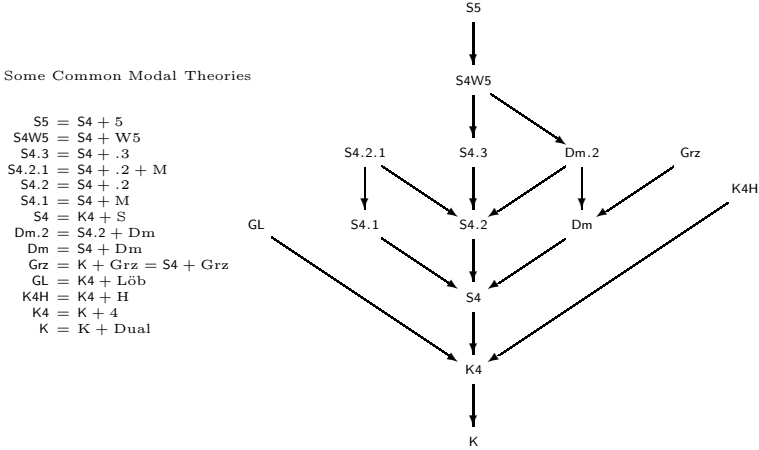 Some Common Modal Theories
S5 = S4 + 5
S4W5 = S4 + W5
S4.3 = S4 + .3
S4.2.1 = S4 + .2 + M
S4.2 = S4 + .2
S4.1 = S4 + M
S4 = K4 + S
Dm.2 = S4.2 + Dm
Dm = S4 + Dm
Grz = K + Grz = S4 + Grz
GL = K4 + Löb
K4H = K4 + H
K4 = K + 4
K = K + Dual
S5
S4W5
S4.2.1 S4.3 Dm.2 Grz
K4H
GL S4.1 S4.2 Dm
S4
K4
K